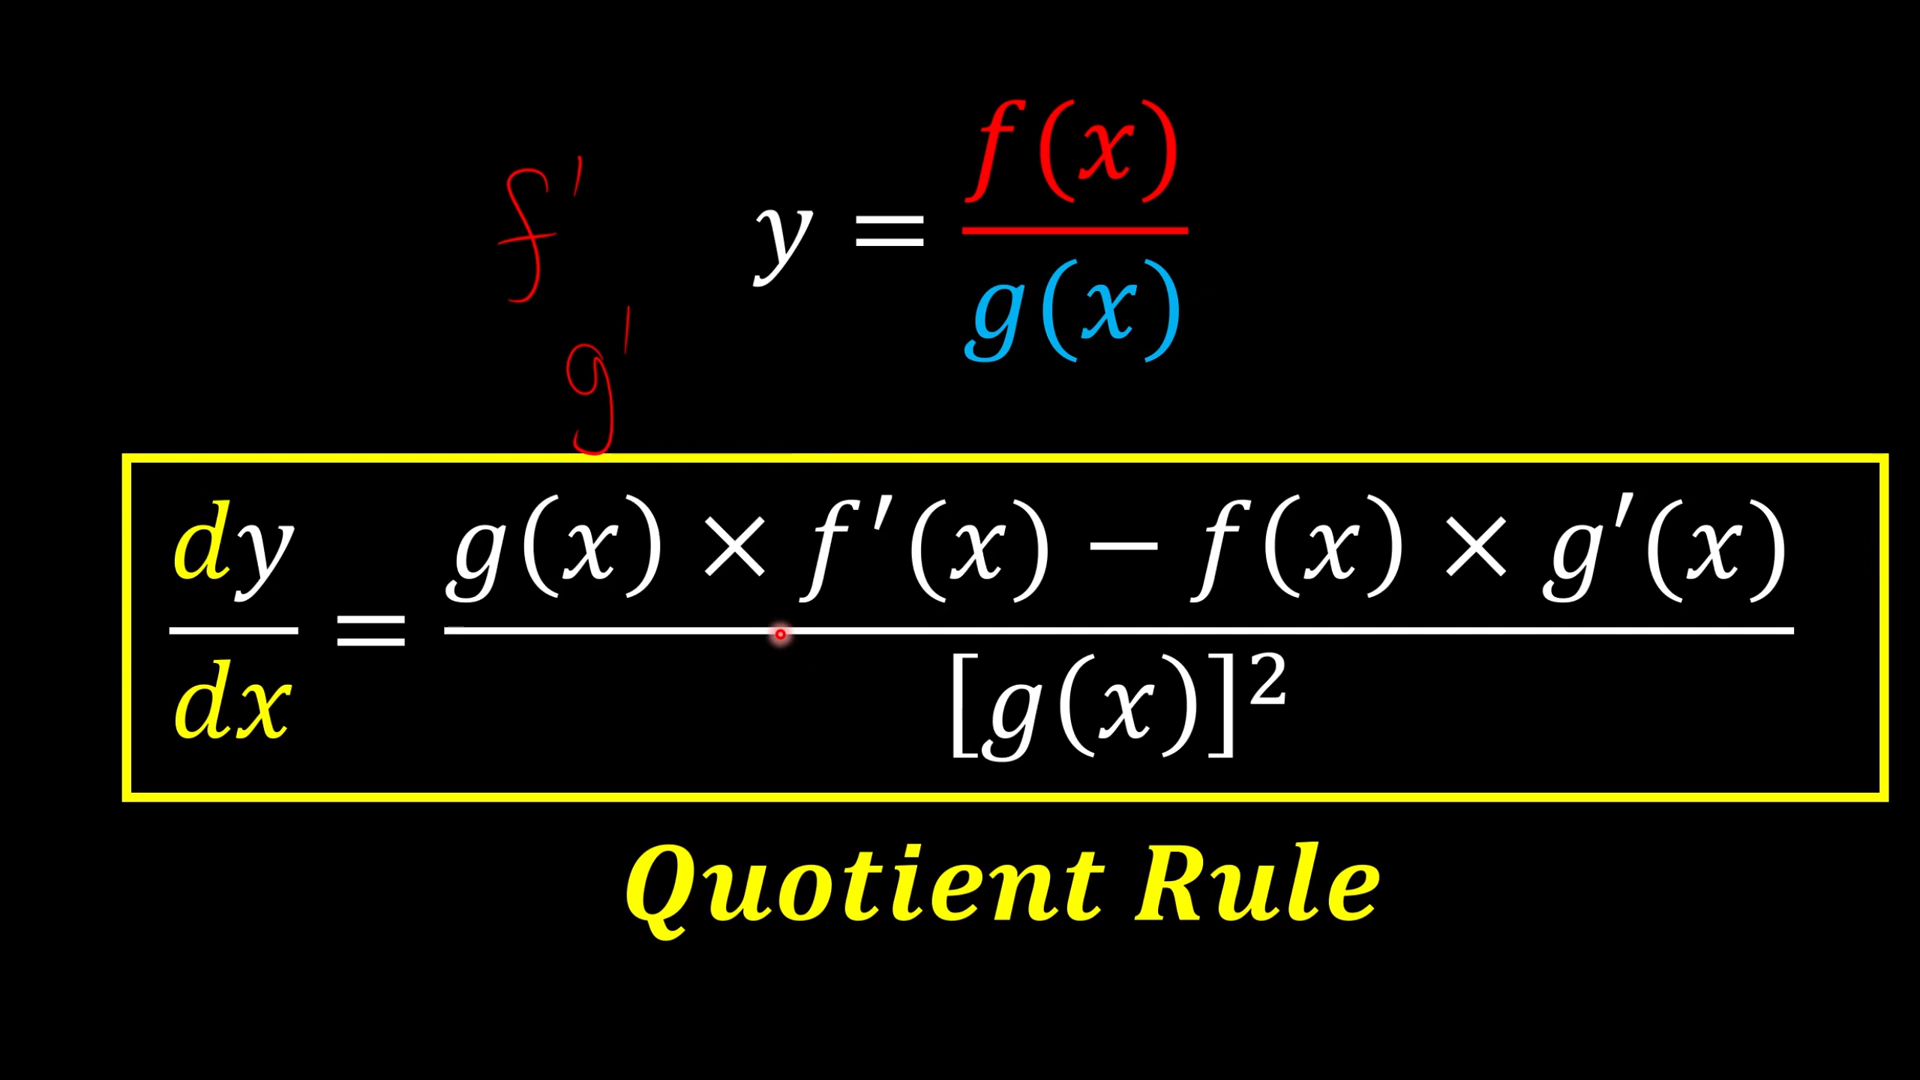 f'
y = f(x) / g(x)
g'
dy/dx = g(x) × f′(x) − f(x) × g′(x) / [g(x)]²
Quotient Rule